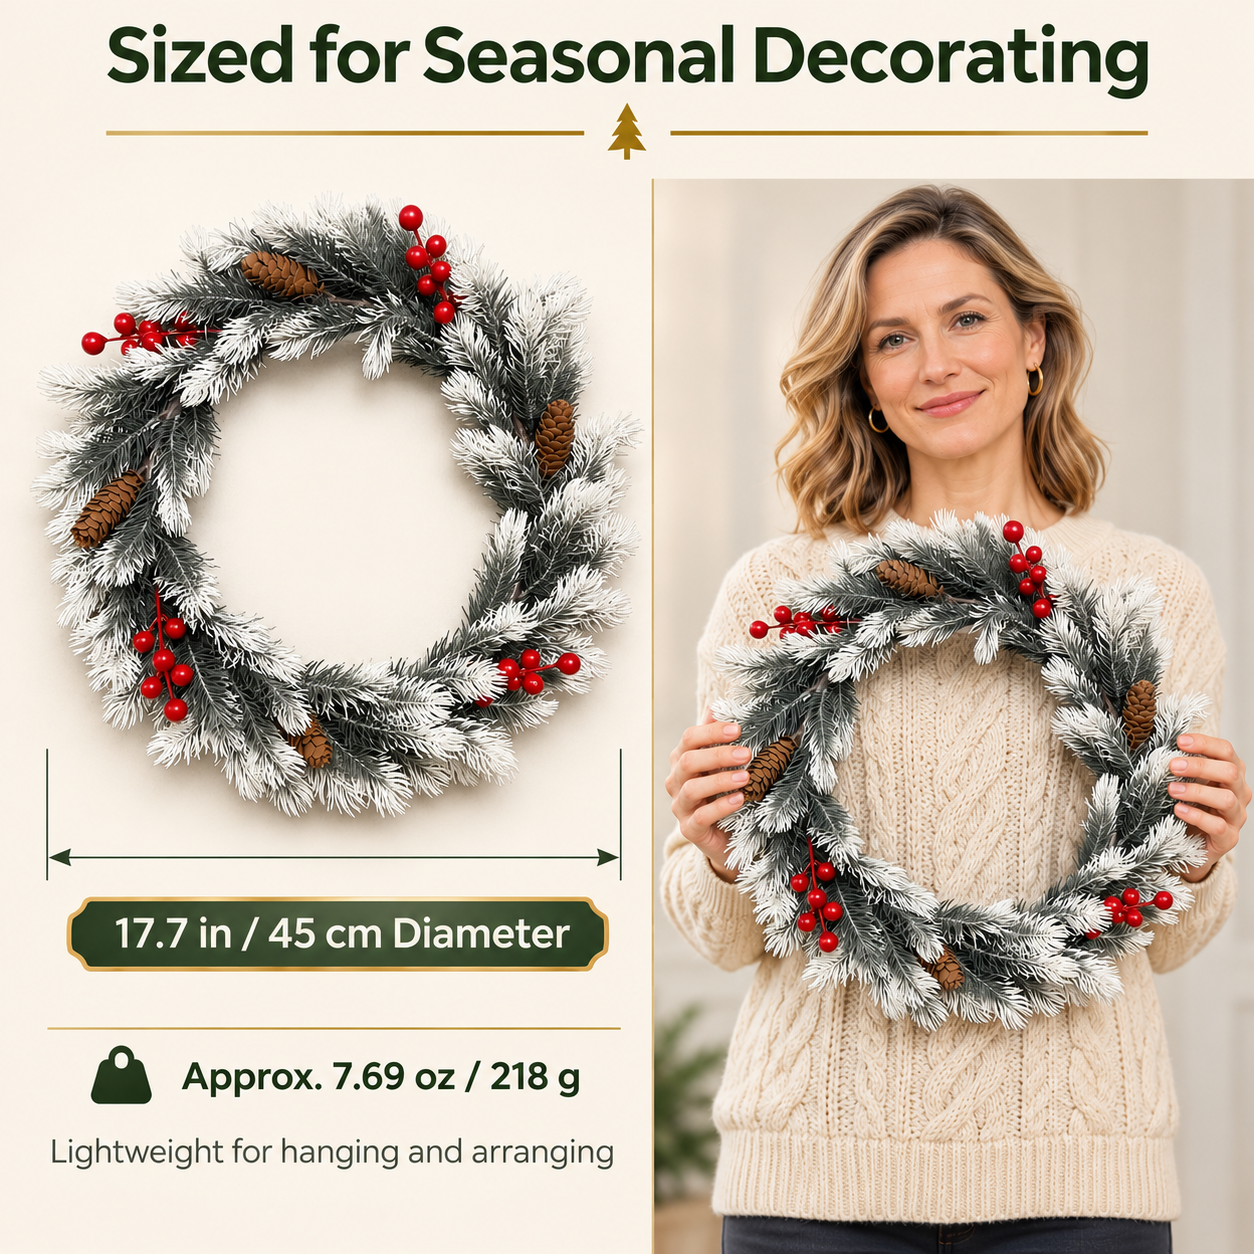 Sized for Seasonal Decorating
17.7 in / 45 cm Diameter
Approx. 7.69 oz / 218 g
Lightweight for hanging and arranging